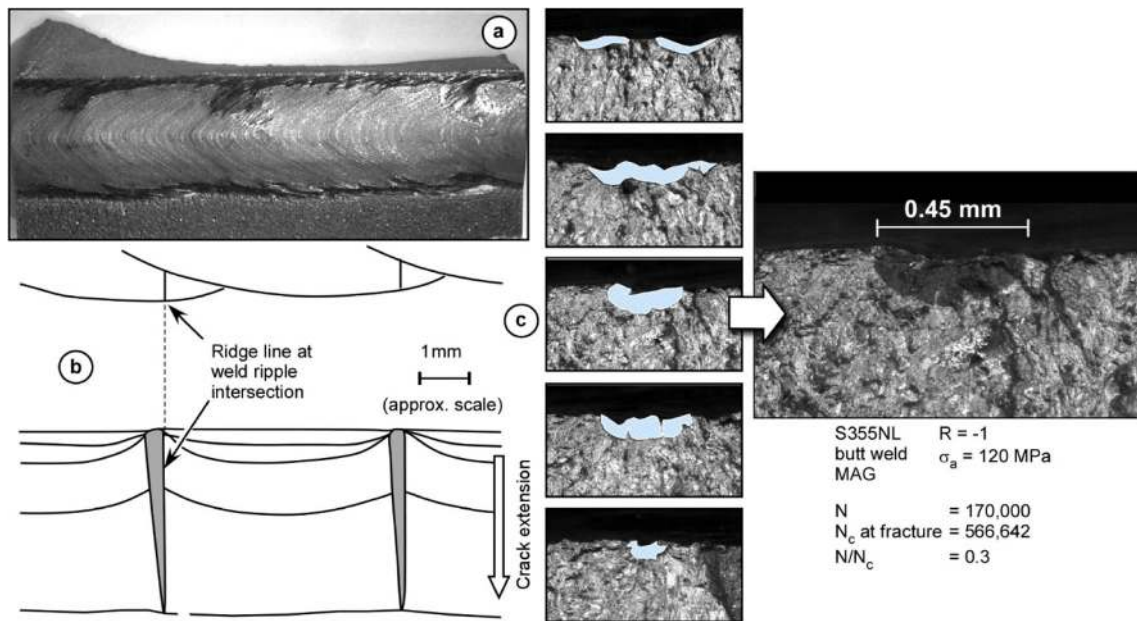 a
b
Ridge line at
weld ripple
intersection
1mm
(approx. scale)
Crack extension
c
0.45 mm
S355NL R = -1
butt weld σa = 120 MPa
MAG
N = 170,000
Nc at fracture = 566,642
N/Nc = 0.3